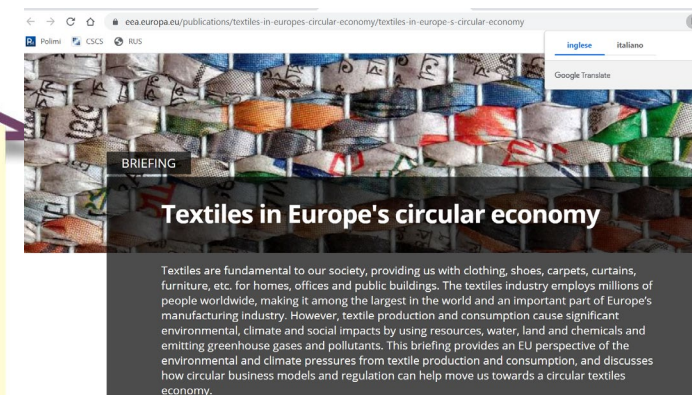 eea.europa.eu/publications/textiles-in-europes-circular-economy/textiles-in-europe-s-circular-economy
Polimi CSCS RUS
inglese italiano
Google Translate
BRIEFING
Textiles in Europe's circular economy
Textiles are fundamental to our society, providing us with clothing, shoes, carpets, curtains,
furniture, etc. for homes, offices and public buildings. The textiles industry employs millions of
people worldwide, making it among the largest in the world and an important part of Europe's
manufacturing industry. However, textile production and consumption cause significant
environmental, climate and social impacts by using resources, water, land and chemicals and
emitting greenhouse gases and pollutants. This briefing provides an EU perspective of the
environmental and climate pressures from textile production and consumption, and discusses
how circular business models and regulation can help move us towards a circular textiles
economy.